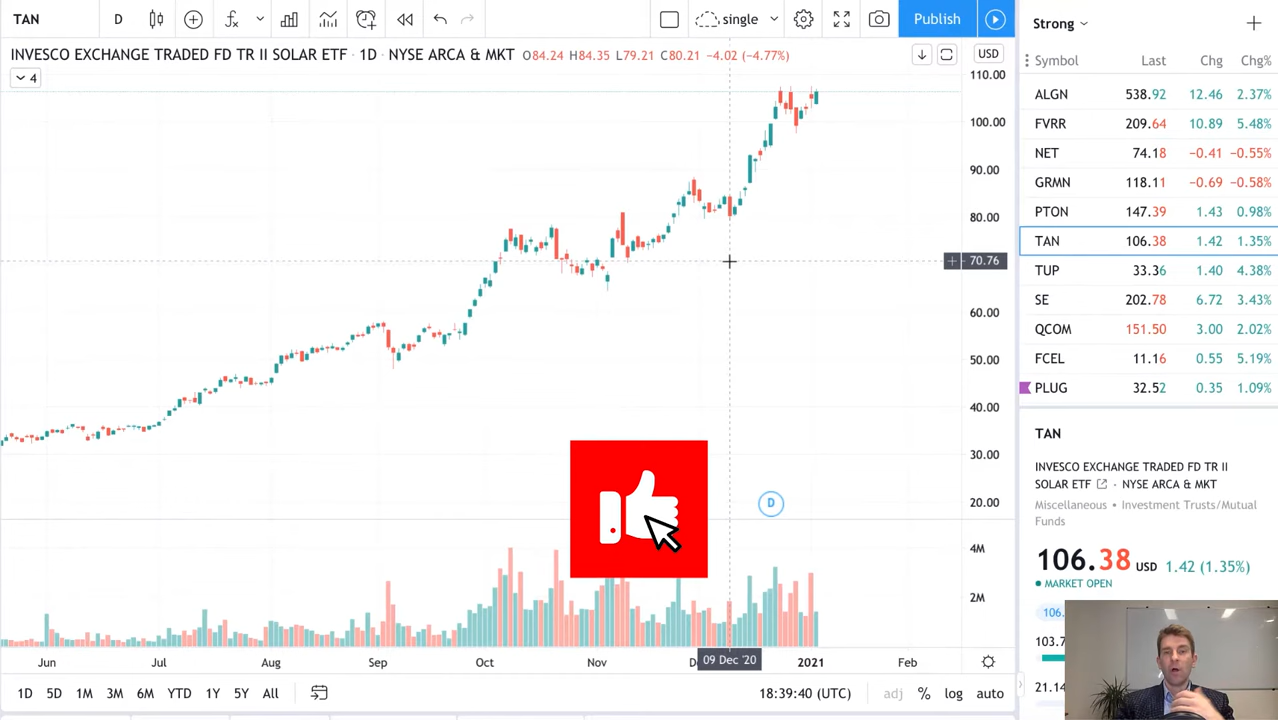 TAN D single Publish
INVESCO EXCHANGE TRADED FD TR II SOLAR ETF · 1D · NYSE ARCA & MKT O84.24 H84.35 L79.21 C80.21 −4.02 (−4.77%) USD
4
110.00
100.00
90.00
80.00
70.76
60.00
50.00
40.00
30.00
20.00
D
4M
2M
Jun Jul Aug Sep Oct Nov 09 Dec '20 2021 Feb
1D 5D 1M 3M 6M YTD 1Y 5Y All 18:39:40 (UTC) adj % log auto
Strong
Symbol Last Chg Chg%
ALGN 538.92 12.46 2.37%
FVRR 209.64 10.89 5.48%
NET 74.18 −0.41 −0.55%
GRMN 118.11 −0.69 −0.58%
PTON 147.39 1.43 0.98%
TAN 106.38 1.42 1.35%
TUP 33.36 1.40 4.38%
SE 202.78 6.72 3.43%
QCOM 151.50 3.00 2.02%
FCEL 11.16 0.55 5.19%
PLUG 32.52 0.35 1.09%
TAN
INVESCO EXCHANGE TRADED FD TR II
SOLAR ETF · NYSE ARCA & MKT
Miscellaneous · Investment Trusts/Mutual
Funds
106.38 USD 1.42 (1.35%)
MARKET OPEN
106.
103.7
21.14